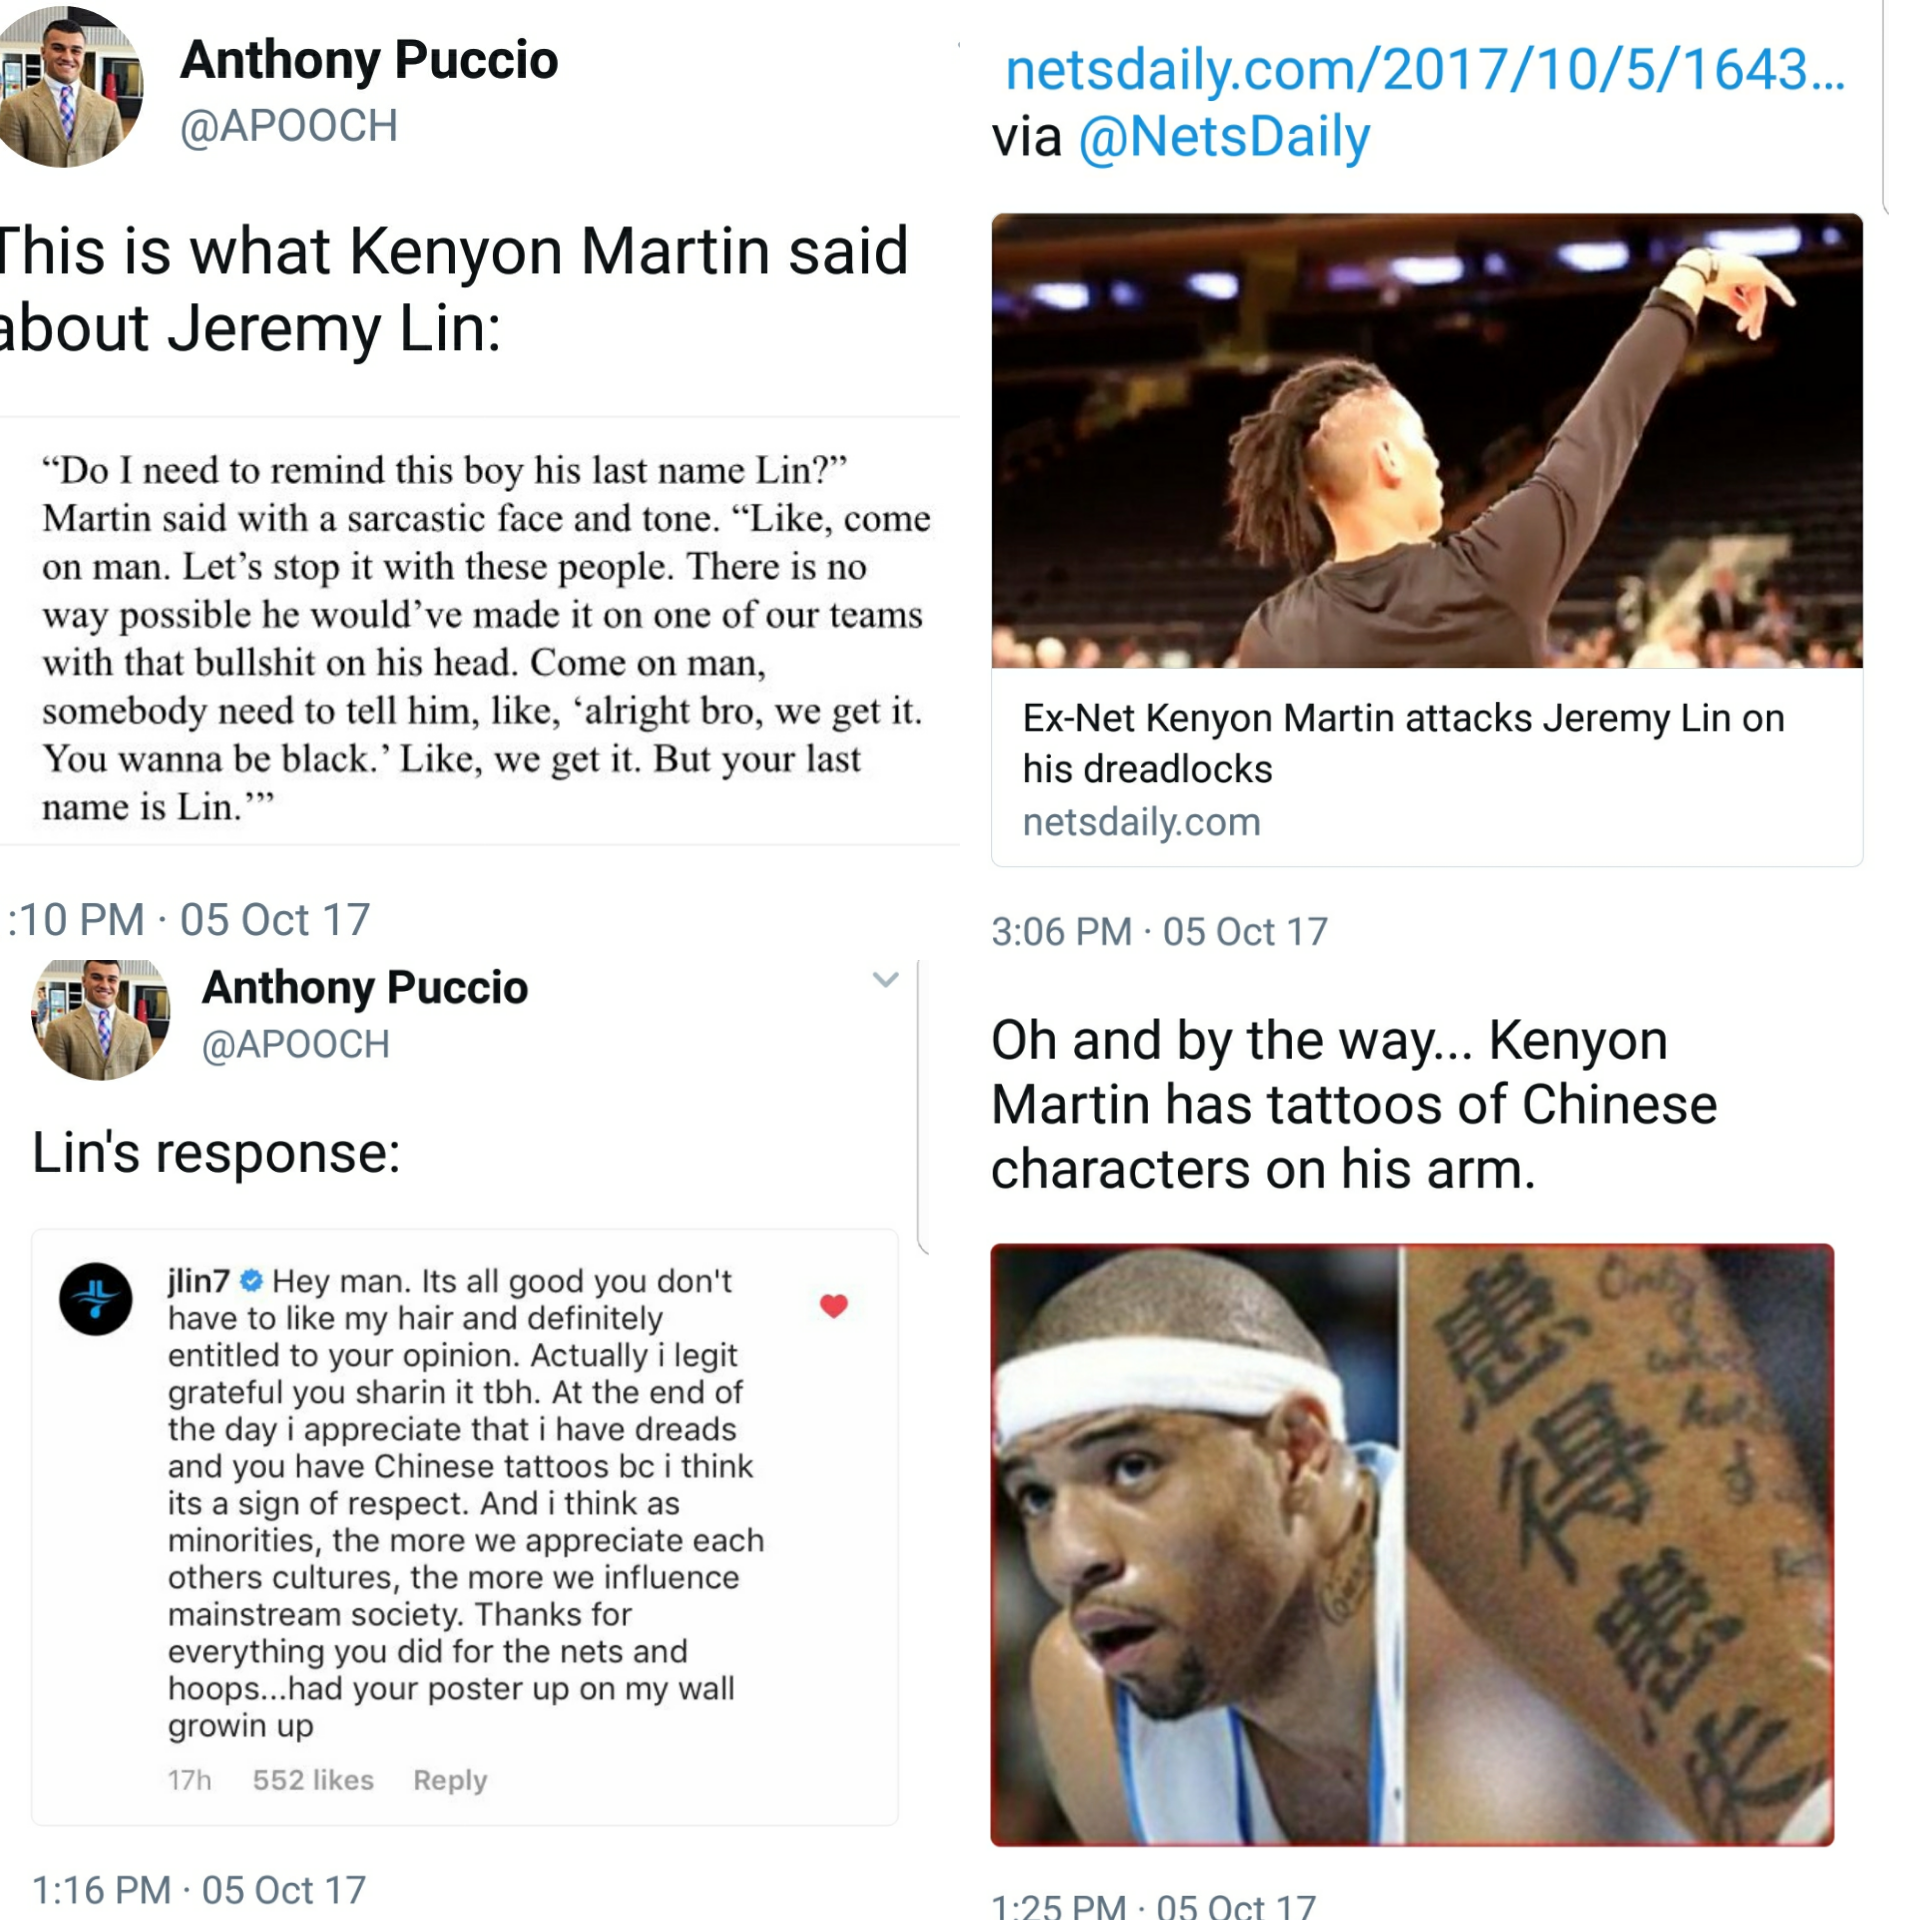 Anthony Puccio
@APOOCH
This is what Kenyon Martin said
about Jeremy Lin:
“Do I need to remind this boy his last name Lin?”
Martin said with a sarcastic face and tone. “Like, come
on man. Let’s stop it with these people. There is no
way possible he would’ve made it on one of our teams
with that bullshit on his head. Come on man,
somebody need to tell him, like, ‘alright bro, we get it.
You wanna be black.’ Like, we get it. But your last
name is Lin.’”
:10 PM · 05 Oct 17
netsdaily.com/2017/10/5/1643...
via @NetsDaily
Ex-Net Kenyon Martin attacks Jeremy Lin on
his dreadlocks
netsdaily.com
3:06 PM · 05 Oct 17
Anthony Puccio
@APOOCH
Lin's response:
jlin7 Hey man. Its all good you don't
have to like my hair and definitely
entitled to your opinion. Actually i legit
grateful you sharin it tbh. At the end of
the day i appreciate that i have dreads
and you have Chinese tattoos bc i think
its a sign of respect. And i think as
minorities, the more we appreciate each
others cultures, the more we influence
mainstream society. Thanks for
everything you did for the nets and
hoops...had your poster up on my wall
growin up
17h 552 likes Reply
1:16 PM · 05 Oct 17
Oh and by the way... Kenyon
Martin has tattoos of Chinese
characters on his arm.
患
得
患
失
1:25 PM · 05 Oct 17